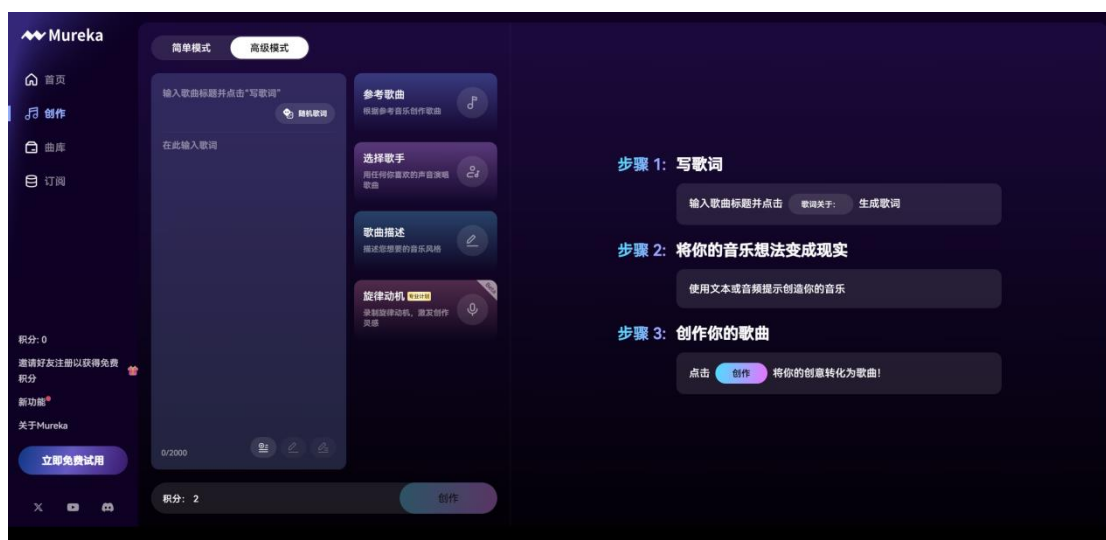 Mureka
首页
创作
曲库
订阅
积分: 0
邀请好友注册以获得免费
积分
新功能
关于Mureka
立即免费试用
简单模式
高级模式
输入歌曲标题并点击“写歌词”
随机歌词
在此输入歌词
0/2000
参考歌曲
根据参考音乐创作歌曲
选择歌手
用任何你喜欢的声音演唱
歌曲
歌曲描述
描述您想要的音乐风格
旋律动机 专业计划
Beta
录制旋律动机，激发创作
灵感
积分: 2
创作
步骤 1: 写歌词
输入歌曲标题并点击 歌词关于: 生成歌词
步骤 2: 将你的音乐想法变成现实
使用文本或音频提示创造你的音乐
步骤 3: 创作你的歌曲
点击 创作 将你的创意转化为歌曲!